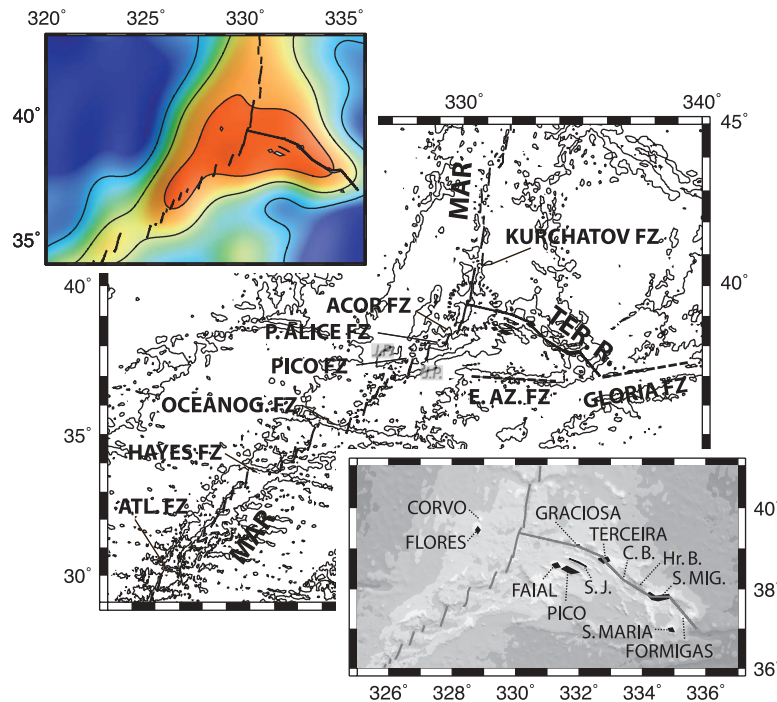 320˚ 325˚ 330˚ 335˚
40˚
35˚
330˚ 340˚
45˚
MAR
KURCHATOV FZ
40˚
40˚
ACOR FZ
P. ALICE FZ
PICO FZ
TER. R.
E. AZ. FZ
GLORIA FZ
OCEANOG. FZ
35˚
HAYES FZ
ATL. FZ
MAR
30˚
CORVO
FLORES
GRACIOSA
TERCEIRA
C. B.
Hr. B.
S. MIG.
FAIAL
S. J.
PICO
S. MARIA
FORMIGAS
40˚
38˚
36˚
326˚ 328˚ 330˚ 332˚ 334˚ 336˚